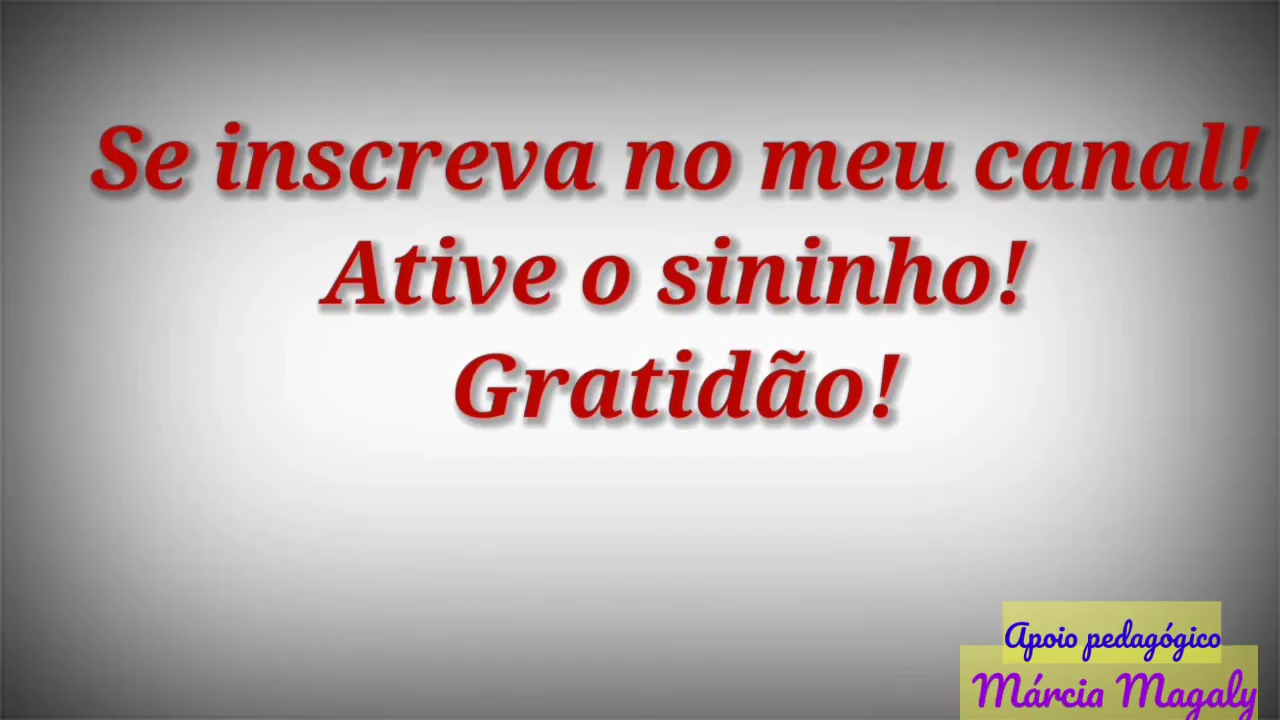 Se inscreva no meu canal!
Ative o sininho!
Gratidão!
Apoio pedagógico
Márcia Magaly